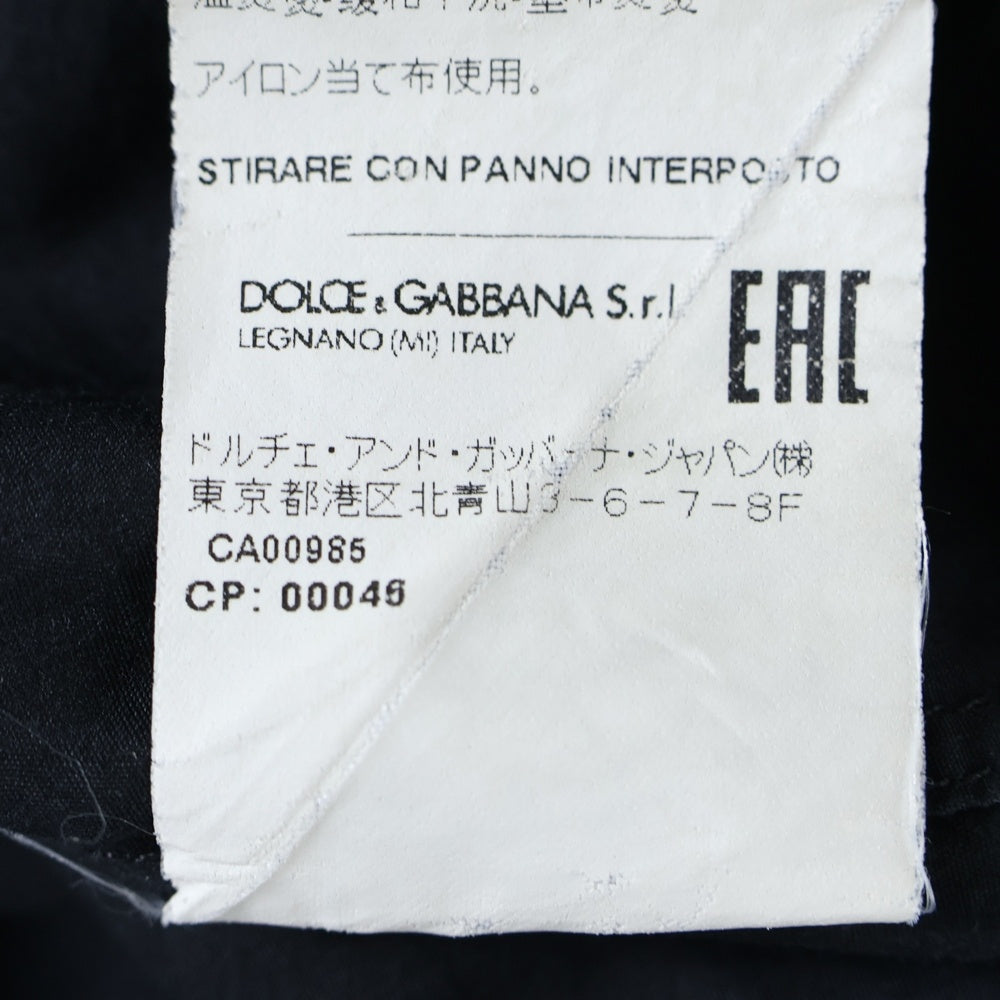 アイロン当て布使用。
STIRARE CON PANNO INTERPOSTO
DOLCE & GABBANA S.r.l.
LEGNANO (MI) ITALY
EAC
ドルチェ・アンド・ガッバーナ・ジャパン(株)
東京都港区北青山3-6-7-8F
CA00985
CP: 00046